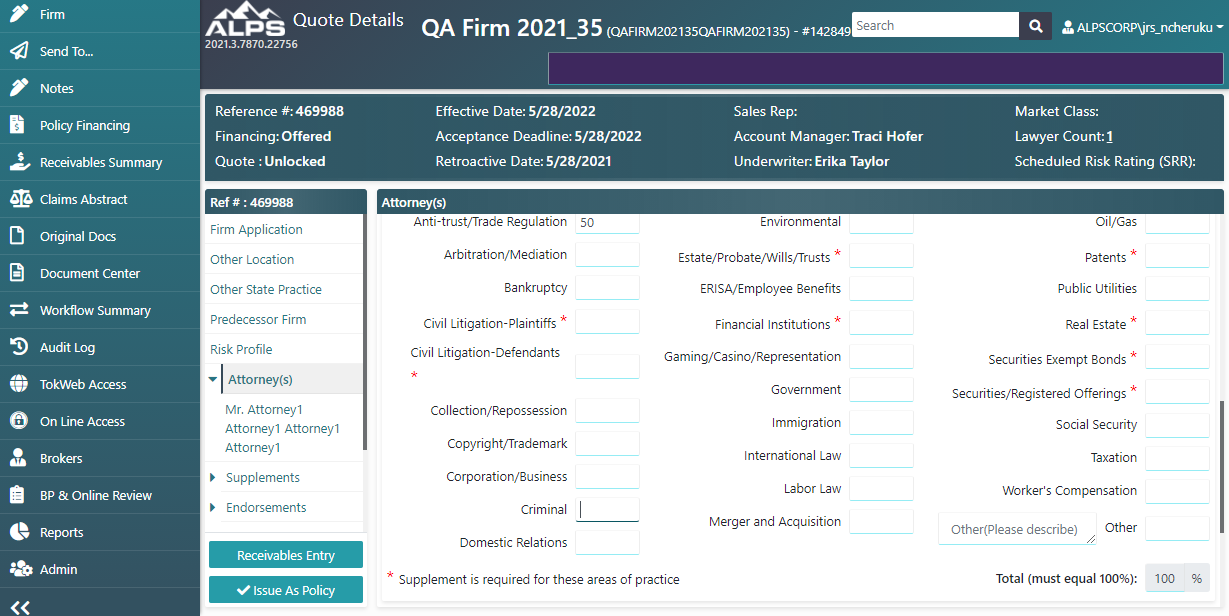 Firm
Send To...
Notes
Policy Financing
Receivables Summary
Claims Abstract
Original Docs
Document Center
Workflow Summary
Audit Log
TokWeb Access
On Line Access
Brokers
BP & Online Review
Reports
Admin
ALPS
2021.3.7870.22756
Quote Details
QA Firm 2021_35 (QAFIRM202135QAFIRM202135) - #142849
Search
ALPSCORP\jrs_ncheruku
Reference #: 469988
Financing: Offered
Quote : Unlocked
Effective Date: 5/28/2022
Acceptance Deadline: 5/28/2022
Retroactive Date: 5/28/2021
Sales Rep:
Account Manager: Traci Hofer
Underwriter: Erika Taylor
Market Class:
Lawyer Count: 1
Scheduled Risk Rating (SRR):
Ref # : 469988
Firm Application
Other Location
Other State Practice
Predecessor Firm
Risk Profile
Attorney(s)
Mr. Attorney1
Attorney1 Attorney1
Attorney1
Supplements
Endorsements
Receivables Entry
Issue As Policy
Attorney(s)
Anti-trust/Trade Regulation 50
Arbitration/Mediation
Bankruptcy
Civil Litigation-Plaintiffs *
Civil Litigation-Defendants
*
Collection/Repossession
Copyright/Trademark
Corporation/Business
Criminal
Domestic Relations
Environmental
Estate/Probate/Wills/Trusts *
ERISA/Employee Benefits
Financial Institutions *
Gaming/Casino/Representation
Government
Immigration
International Law
Labor Law
Merger and Acquisition
Oil/Gas
Patents *
Public Utilities
Real Estate *
Securities Exempt Bonds *
Securities/Registered Offerings *
Social Security
Taxation
Worker's Compensation
Other(Please describe) Other
* Supplement is required for these areas of practice
Total (must equal 100%): 100 %